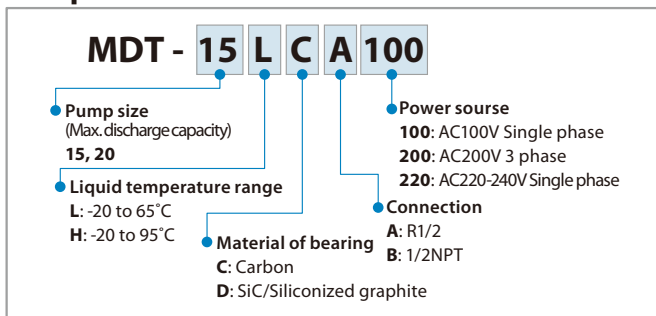 MDT - 15 L C A 100
Pump size
(Max. discharge capacity)
15, 20
Liquid temperature range
L: -20 to 65˚C
H: -20 to 95˚C
Material of bearing
C: Carbon
D: SiC/Siliconized graphite
Power sourse
100: AC100V Single phase
200: AC200V 3 phase
220: AC220-240V Single phase
Connection
A: R1/2
B: 1/2NPT